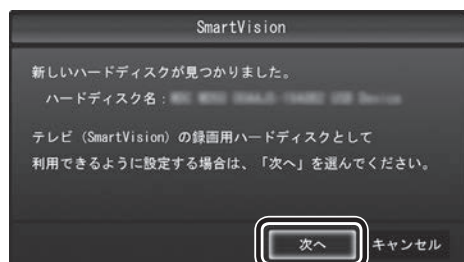 SmartVision
新しいハードディスクが見つかりました。
ハードディスク名：
テレビ（SmartVision）の録画用ハードディスクとして
利用できるように設定する場合は、「次へ」を選んでください。
次へ
キャンセル